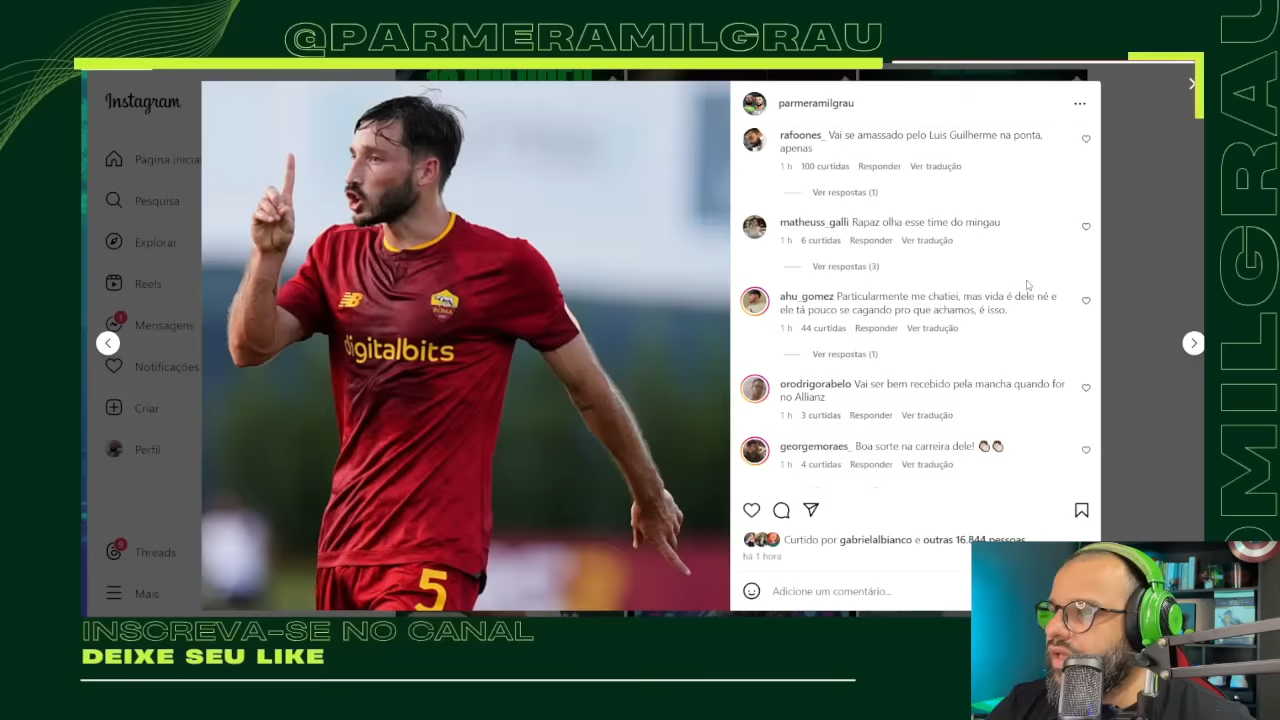 @PARMERAMILGRAU
Instagram
Pagina inicia
Pesquisa
Explorar
Reels
Mensagens
1
Notificações
Criar
Perfil
Threads
9
Mais
digitalbits
ROMA
5
parmeramilgrau
rafoones_ Vai se amassado pelo Luis Guilherme na ponta,
apenas
1 h 100 curtidas Responder Ver tradução
Ver respostas (1)
matheuss_galli Rapaz olha esse time do mingau
1 h 6 curtidas Responder Ver tradução
Ver respostas (3)
ahu_gomez Particularmente me chatiei, mas vida é dele né e
ele tá pouco se cagando pro que achamos, é isso.
1 h 44 curtidas Responder Ver tradução
Ver respostas (1)
orodrigorabelo Vai ser bem recebido pela mancha quando for
no Allianz
1 h 3 curtidas Responder Ver tradução
georgemoraes_ Boa sorte na carreira dele! 👏🏻👏🏻
1 h 4 curtidas Responder Ver tradução
Curtido por gabrielalbianco e outras 16.844 pessoas
há 1 hora
Adicione um comentário...
INSCREVA-SE NO CANAL
DEIXE SEU LIKE
OMILGRAU